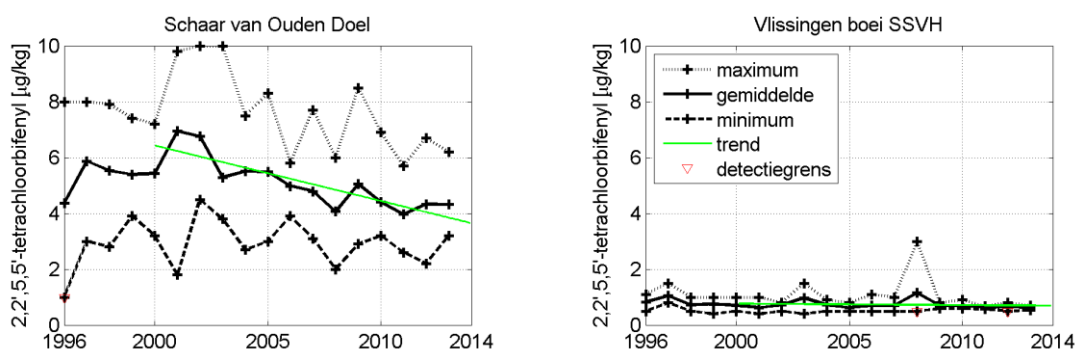 Schaar van Ouden Doel
2,2',5,5'-tetrachloorbifenyl [µg/kg]
10
8
6
4
2
0
1996 2000 2005 2010 2014
Vlissingen boei SSVH
2,2',5,5'-tetrachloorbifenyl [µg/kg]
10
8
6
4
2
0
1996 2000 2005 2010 2014
maximum
gemiddelde
minimum
trend
detectiegrens